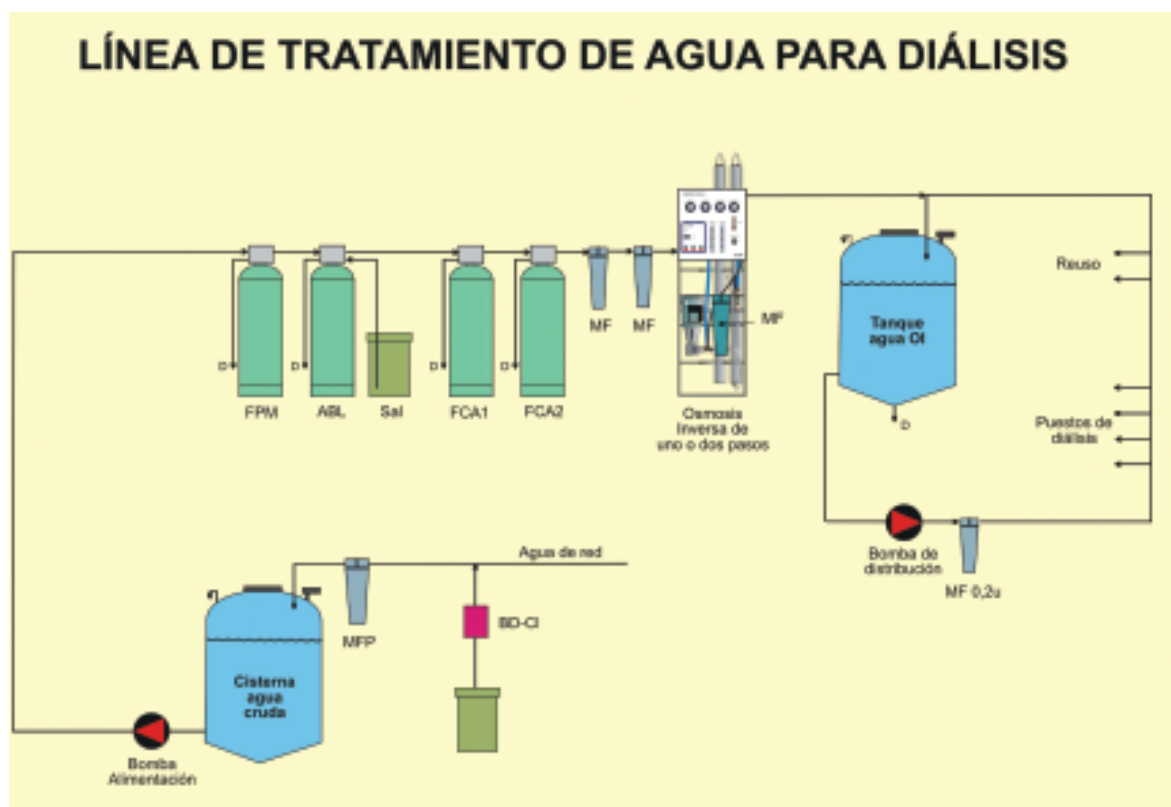 LÍNEA DE TRATAMIENTO DE AGUA PARA DIÁLISIS
Reuso
MF
MF
MF
Tanque
agua OI
D
D
D
D
FPM
ABL
Sal
FCA1
FCA2
Osmosis
Inversa de
uno o dos pasos
D
Puestos de
diálisis
Agua de red
Bomba de
distribución
MF 0,2u
BD-Cl
MFP
Cisterna
agua
cruda
Bomba
Alimentación